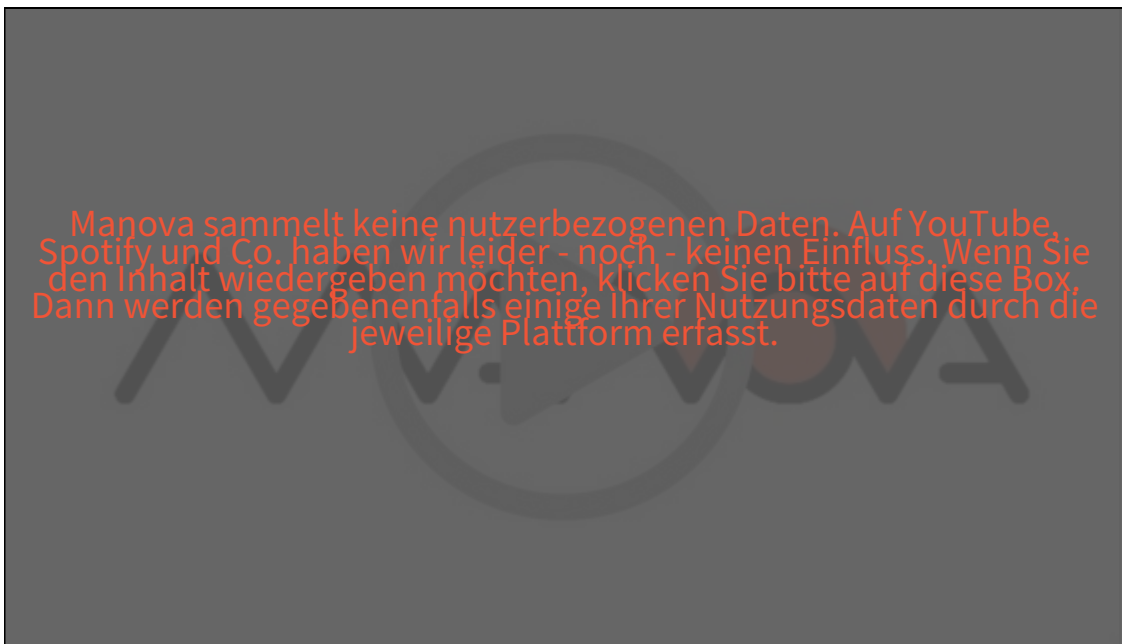 Manova sammelt keine nutzerbezogenen Daten. Auf YouTube,
Spotify und Co. haben wir leider - noch - keinen Einfluss. Wenn Sie
den Inhalt wiedergeben möchten, klicken Sie bitte auf diese Box.
Dann werden gegebenenfalls einige Ihrer Nutzungsdaten durch die
jeweilige Plattform erfasst.
MANOVA